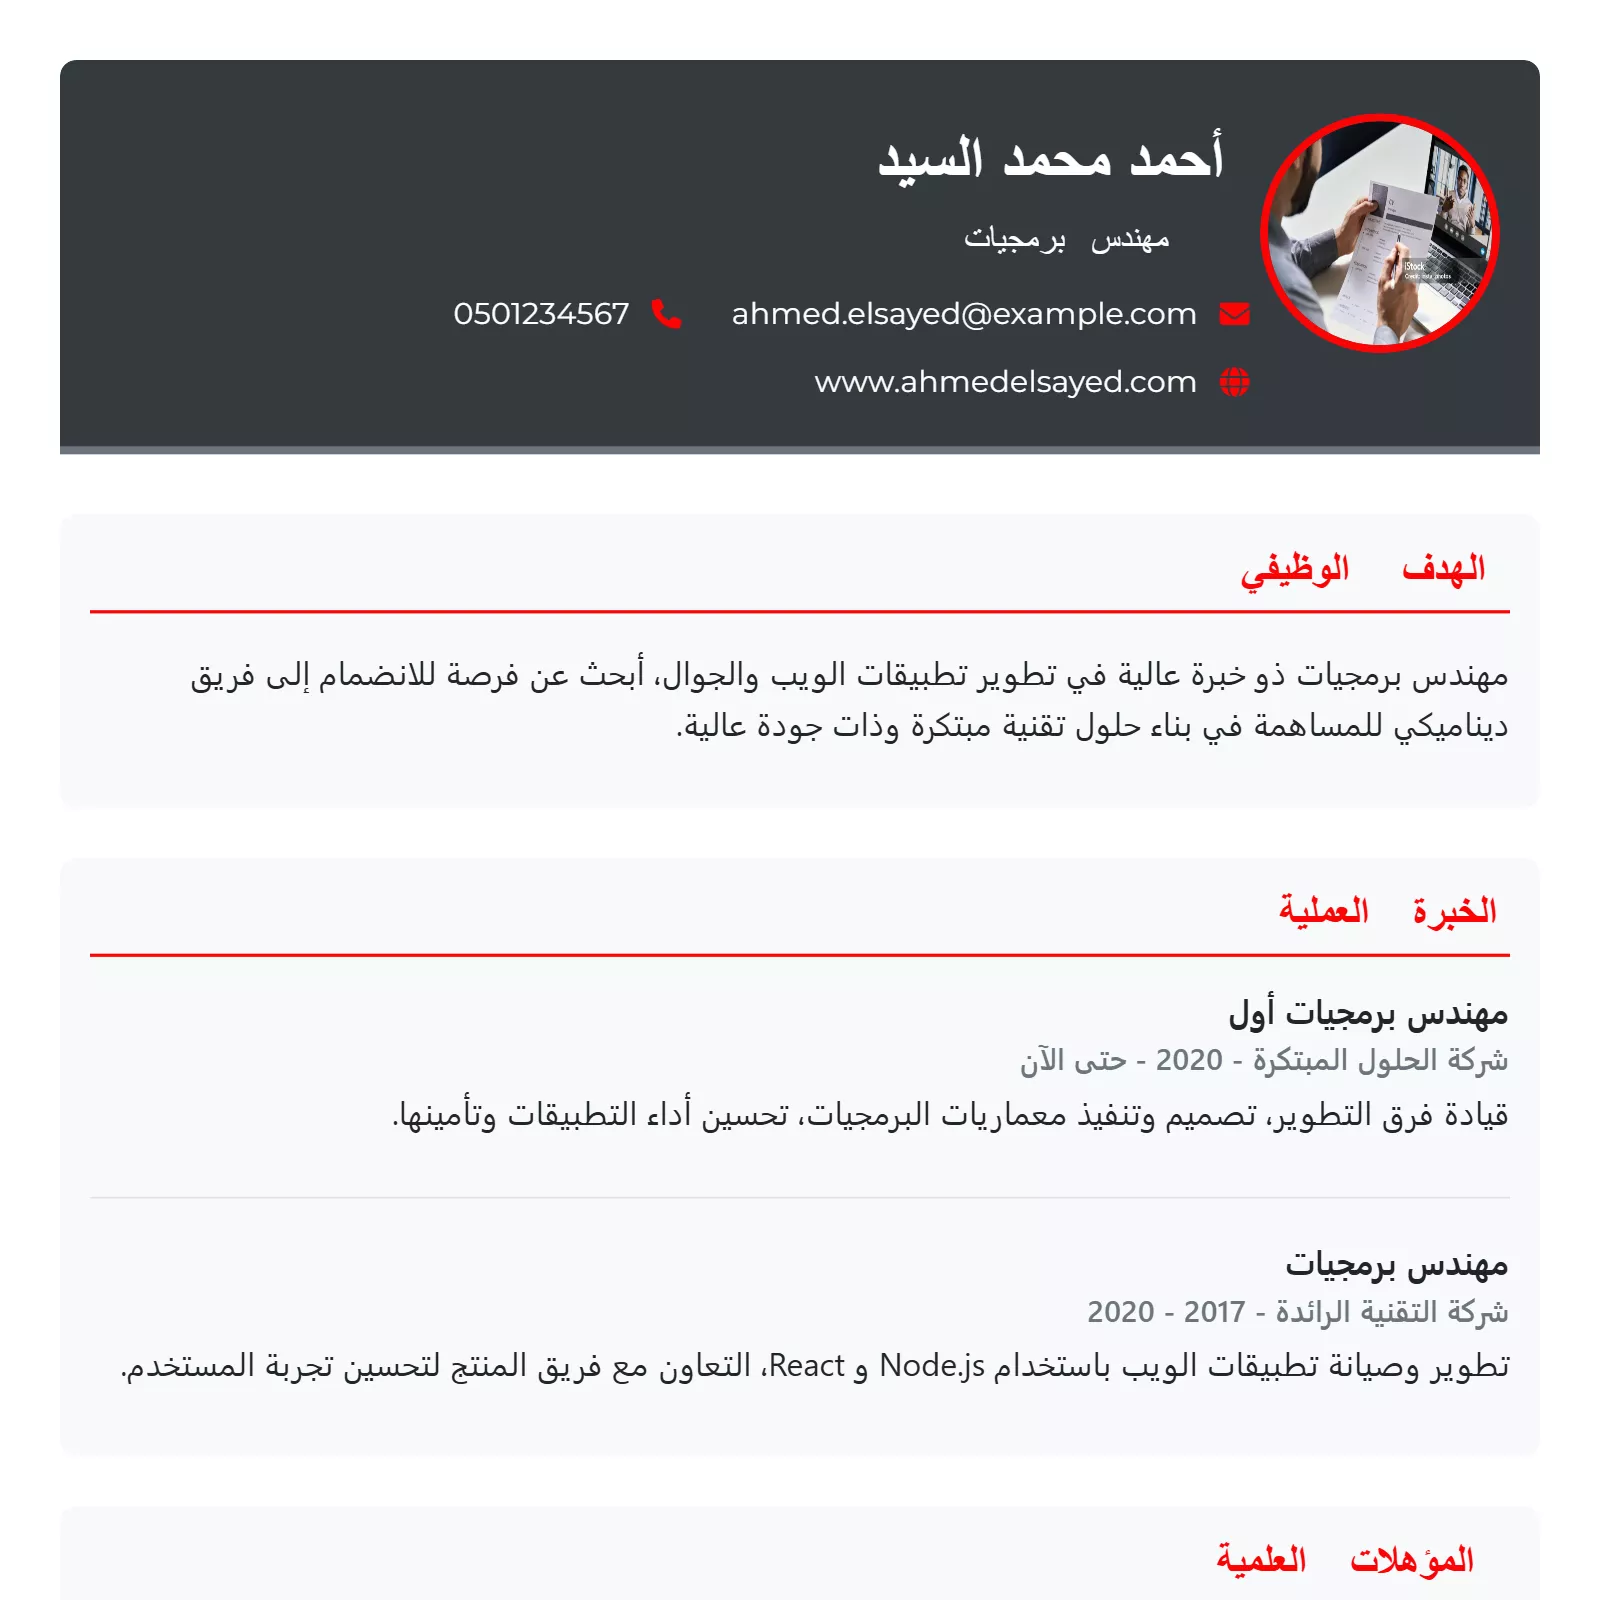 أحمد محمد السيد
مهندس برمجيات
ahmed.elsayed@example.com 0501234567
www.ahmedelsayed.com
iStock
الهدف الوظيفي
مهندس برمجيات ذو خبرة عالية في تطوير تطبيقات الويب والجوال، أبحث عن فرصة للانضمام إلى فريق
ديناميكي للمساهمة في بناء حلول تقنية مبتكرة وذات جودة عالية.
الخبرة العملية
مهندس برمجيات أول
شركة الحلول المبتكرة - 2020 - حتى الآن
قيادة فرق التطوير، تصميم وتنفيذ معماريات البرمجيات، تحسين أداء التطبيقات وتأمينها.
مهندس برمجيات
شركة التقنية الرائدة - 2017 - 2020
تطوير وصيانة تطبيقات الويب باستخدام Node.js و React، التعاون مع فريق المنتج لتحسين تجربة المستخدم.
المؤهلات العلمية